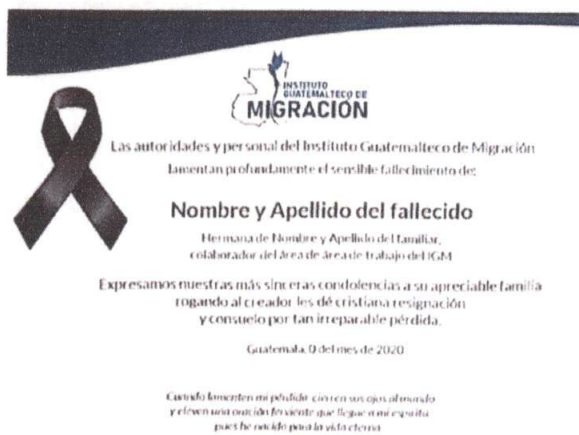 INSTITUTO
GUATEMALTECO DE
MIGRACIÓN
Las autoridades y personal del Instituto Guatemalteco de Migración
lamentan profundamente el sensible fallecimiento de:
Nombre y Apellido del fallecido
Hermana de Nombre y Apellido del familiar,
colaborador del área de área de trabajo del IGM
Expresamos nuestras más sinceras condolencias a su apreciable familia
rogando al creador les dé cristiana resignación
y consuelo por tan irreparable pérdida.
Guatemala, 0 del mes de 2020
Cuando lamenten mi pérdida, cierren sus ojos al mundo
y eleven una oración ferviente que llegue a mi espíritu
pues he nacido para la vida eterna